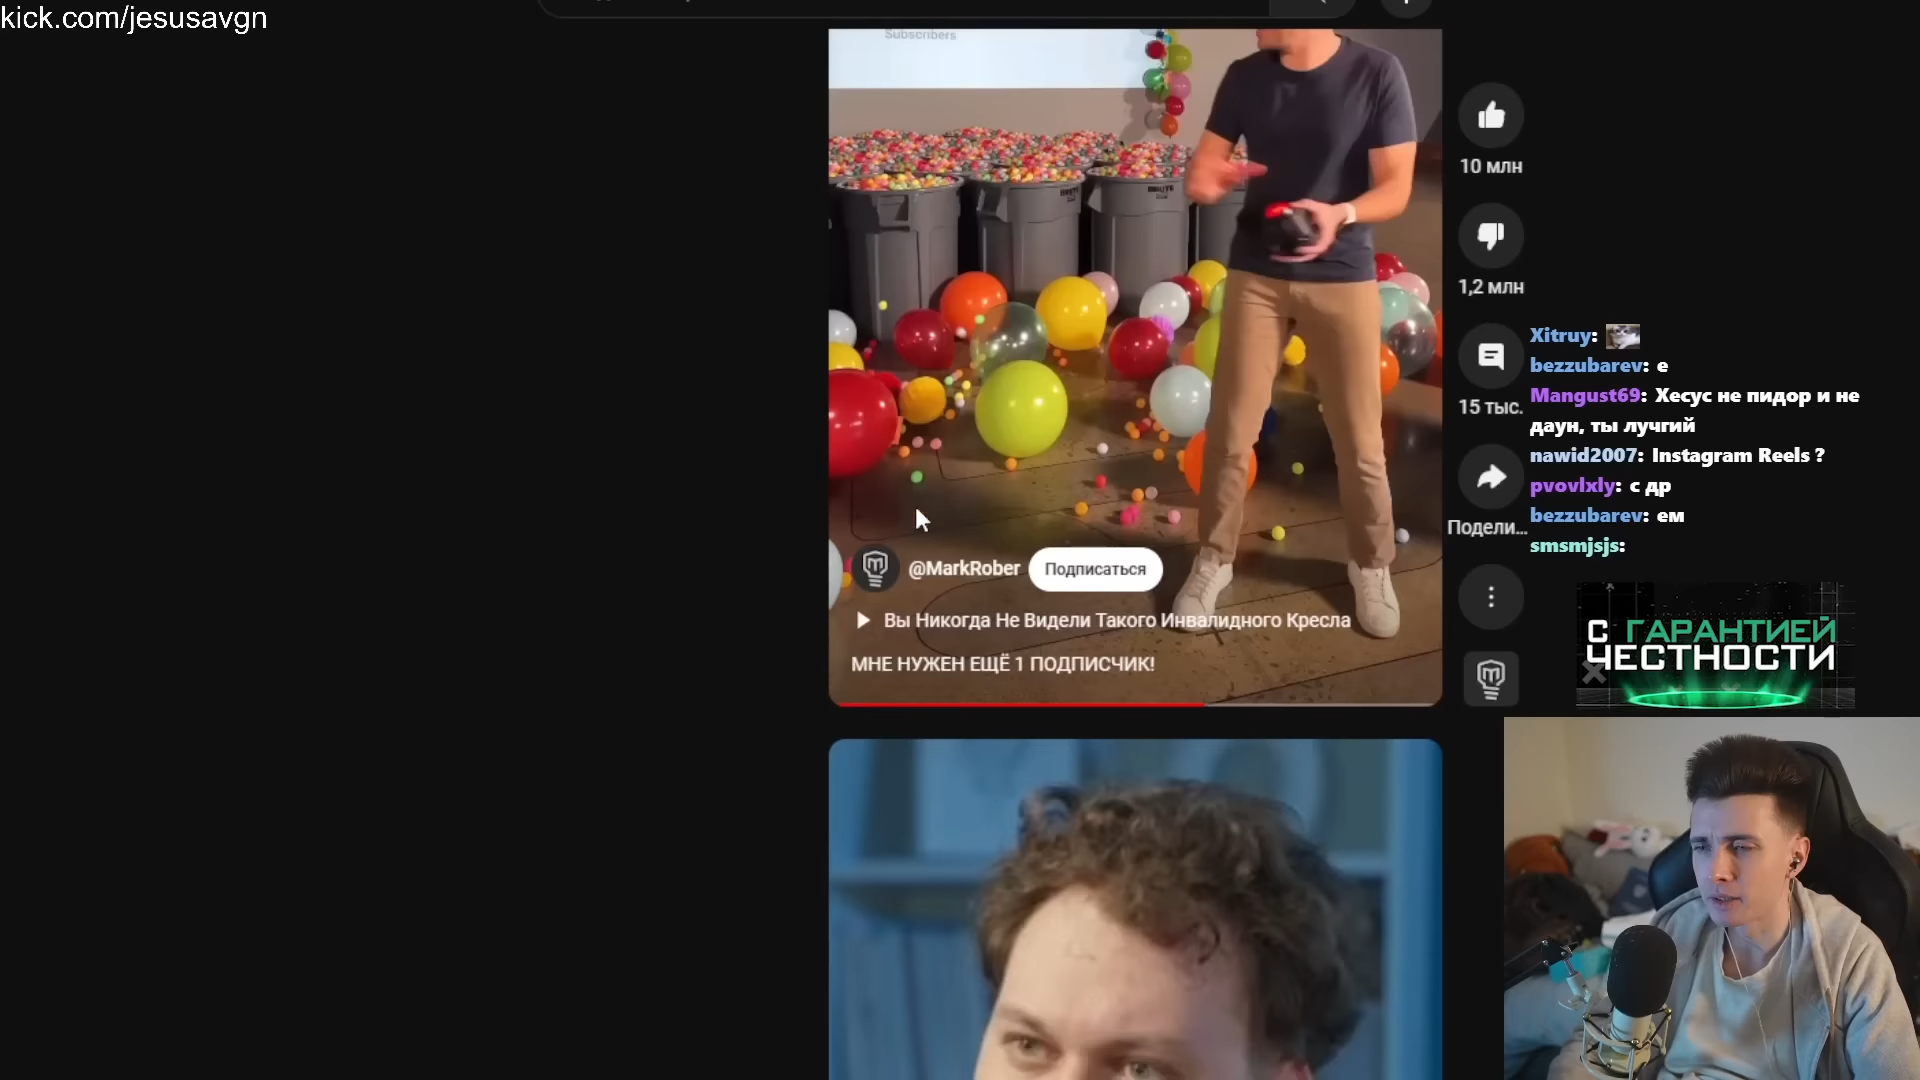 kick.com/jesusavgn
Subscribers
BRUTE
BRUTE
10 млн
1,2 млн
15 тыс.
Подели...
@MarkRober
Подписаться
Вы Никогда Не Видели Такого Инвалидного Кресла
МНЕ НУЖЕН ЕЩЁ 1 ПОДПИСЧИК!
Xitruy:
bezzubarev: е
Mangust69: Хесус не пидор и не
даун, ты лучгий
nawid2007: Instagram Reels ?
pvovlxly: с др
bezzubarev: ем
smsmjsjs:
С ГАРАНТИЕЙ
ЧЕСТНОСТИ